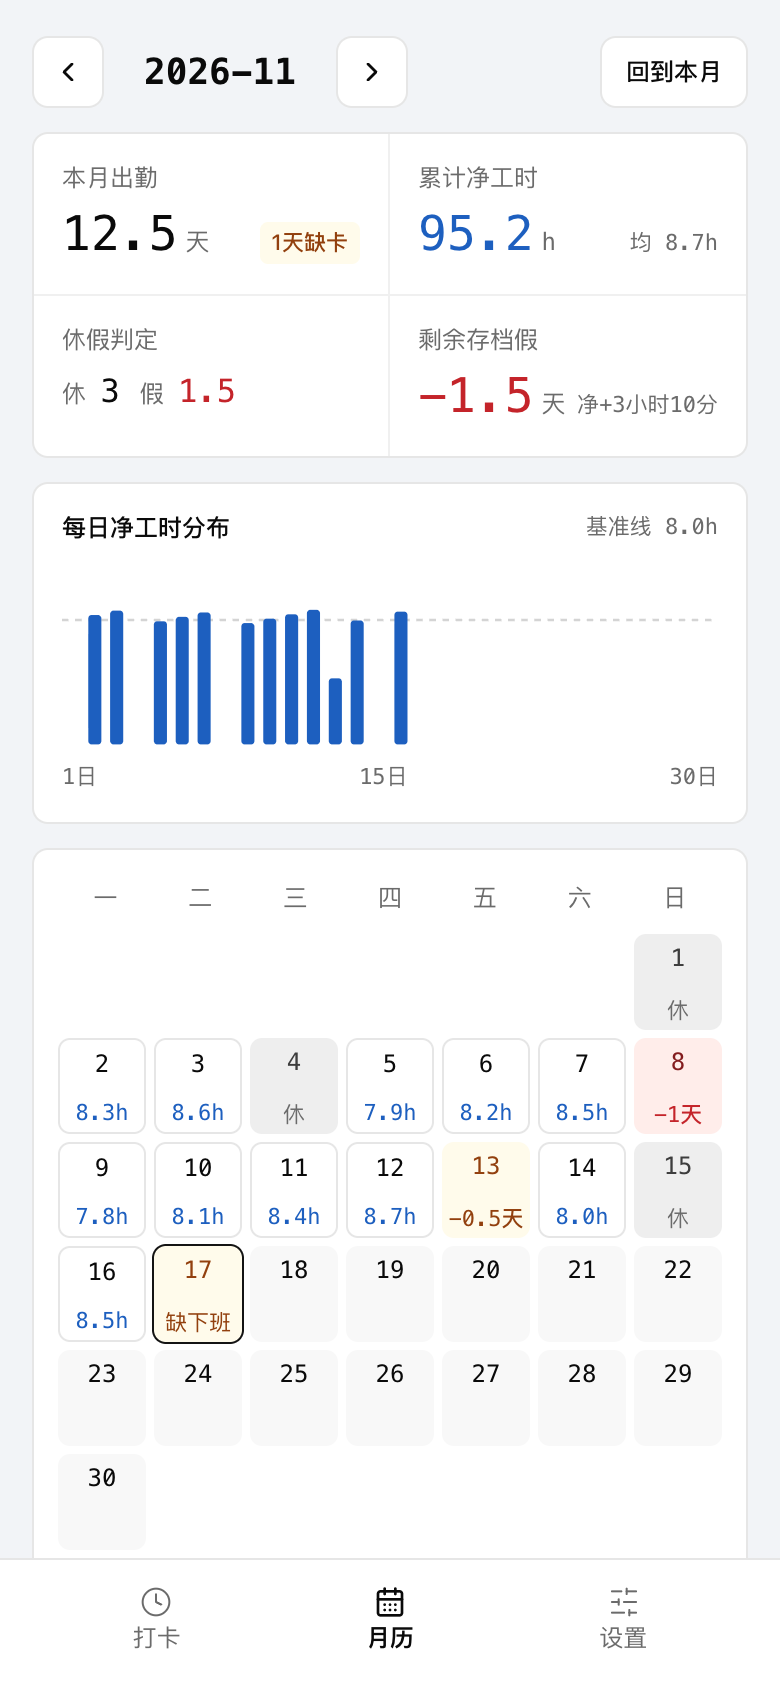 2026-11
回到本月
本月出勤
12.5 天 1天缺卡
累计净工时
95.2 h 均 8.7h
休假判定
休 3 假 1.5
剩余存档假
-1.5 天 净+3小时10分
每日净工时分布 基准线 8.0h
1日 15日 30日
一 二 三 四 五 六 日
1
休
2 3 4 5 6 7 8
8.3h 8.6h 休 7.9h 8.2h 8.5h -1天
9 10 11 12 13 14 15
7.8h 8.1h 8.4h 8.7h -0.5天 8.0h 休
16 17 18 19 20 21 22
8.5h 缺下班
23 24 25 26 27 28 29
30
打卡 月历 设置